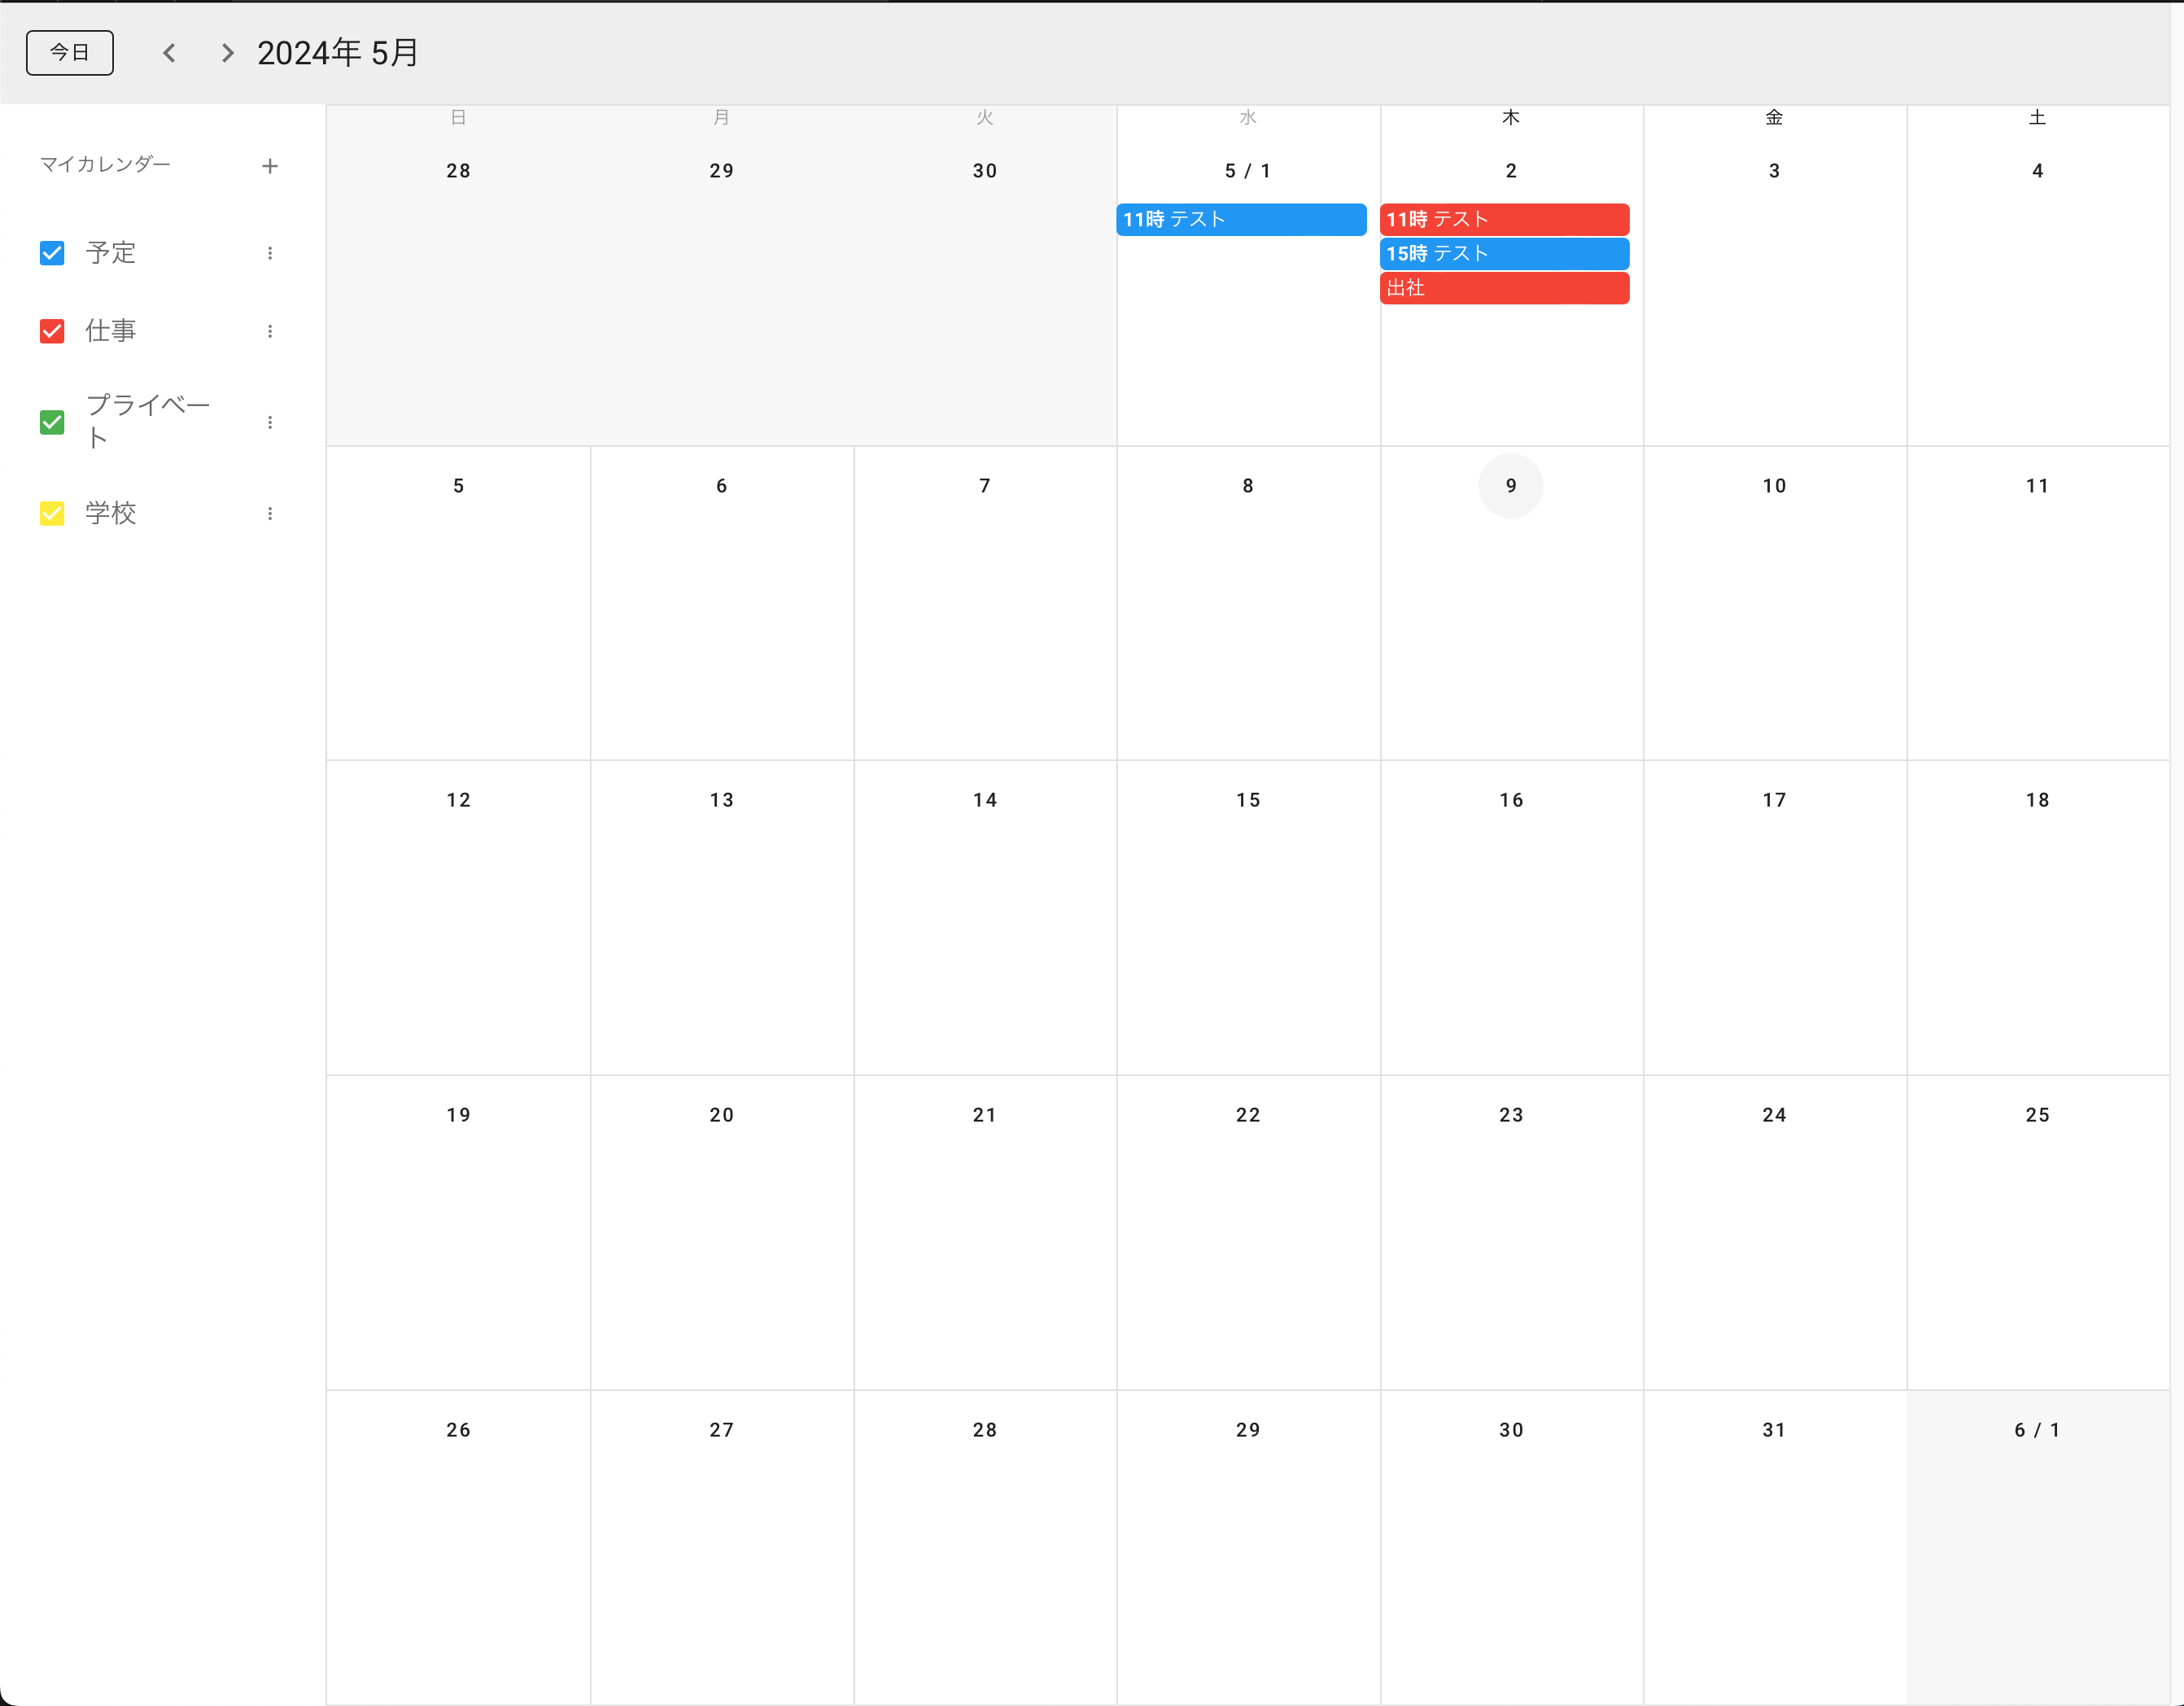 今日 2024年 5月
マイカレンダー
予定
仕事
プライベー
ト
学校
日 月 火 水 木 金 土
28 29 30 5 / 1 2 3 4
11時 テスト 11時 テスト
15時 テスト
出社
5 6 7 8 9 10 11
12 13 14 15 16 17 18
19 20 21 22 23 24 25
26 27 28 29 30 31 6 / 1